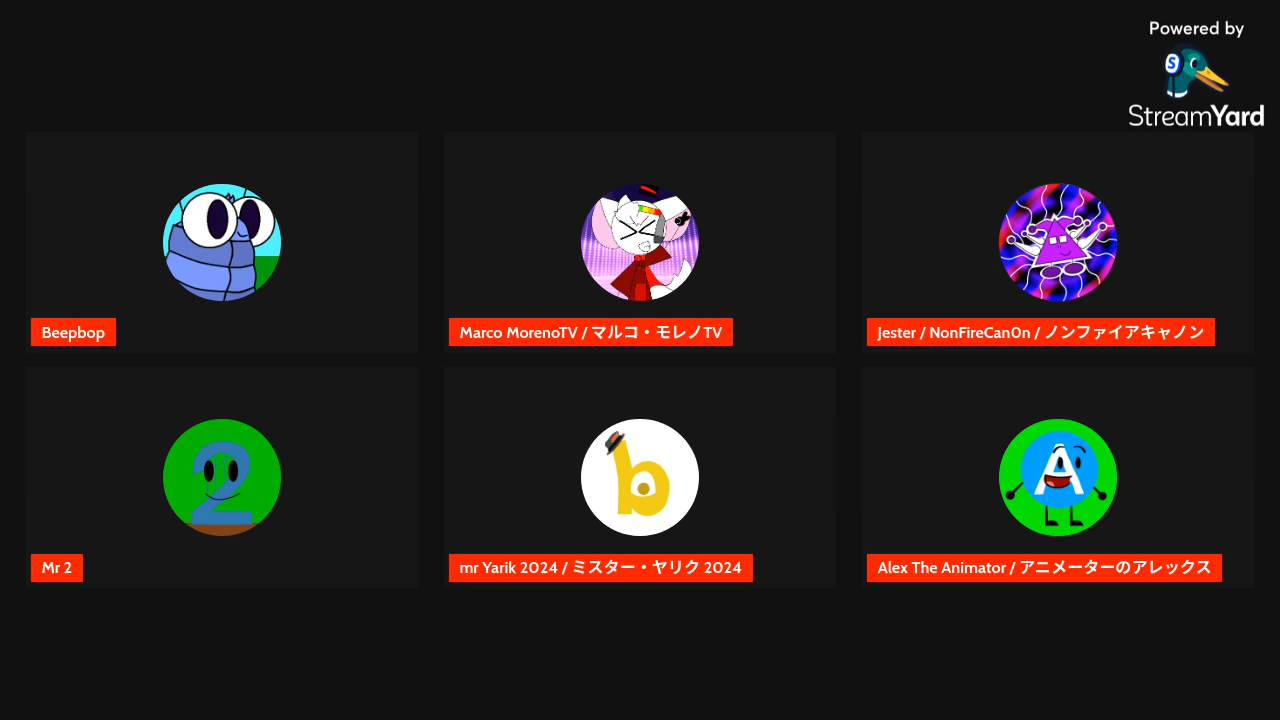 Powered by
StreamYard
Beepbop
Marco MorenoTV / マルコ・モレノTV
Jester / NonFireCan0n / ノンファイアキャノン
Mr 2
mr Yarik 2024 / ミスター・ヤリク 2024
Alex The Animator / アニメーターのアレックス
S
2
b
A